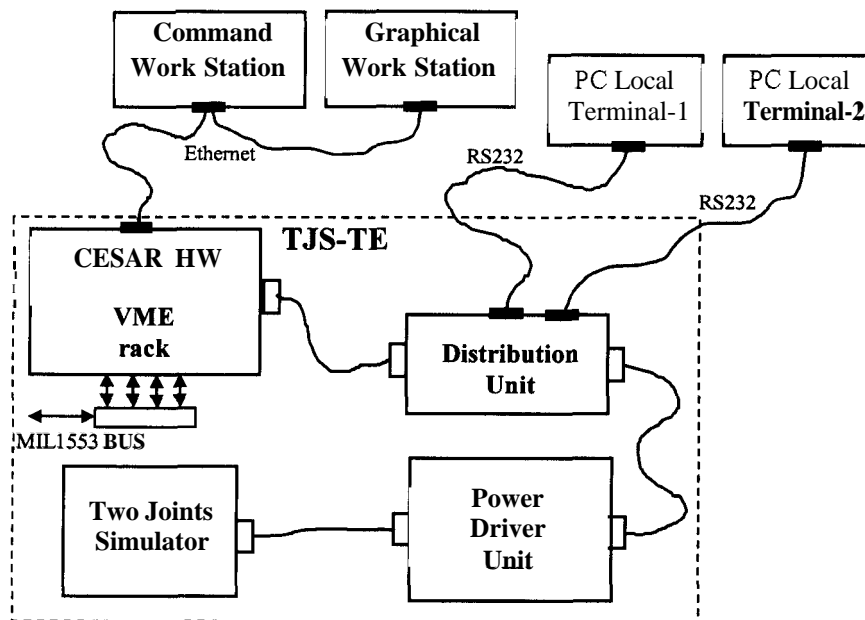 Command
Work Station
Graphical
Work Station
PC Local
Terminal-1
PC Local
Terminal-2
Ethernet
RS232
RS232
TJS-TE
CESAR HW
VME
rack
Distribution
Unit
MIL1553 BUS
Two Joints
Simulator
Power
Driver
Unit